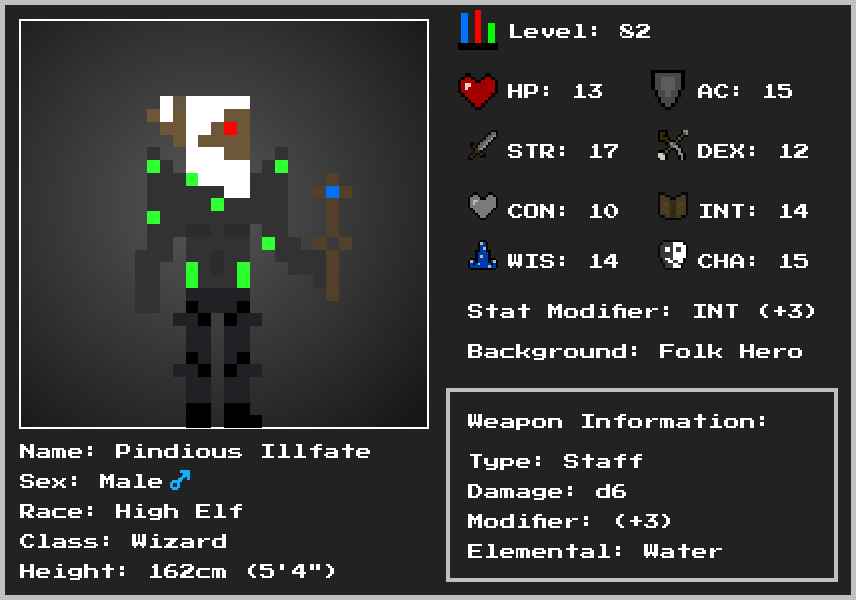 Level: 82
HP: 13
AC: 15
STR: 17
DEX: 12
CON: 10
INT: 14
WIS: 14
CHA: 15
Stat Modifier: INT (+3)
Background: Folk Hero
Weapon Information:
Type: Staff
Damage: d6
Modifier: (+3)
Elemental: Water
Name: Pindious Illfate
Sex: Male ♂
Race: High Elf
Class: Wizard
Height: 162cm (5'4")